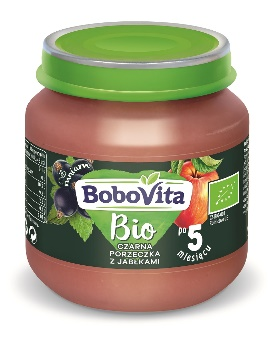 BoboVita
Bio
CZARNA
PORZECZKA
Z JABŁKAMI
po
5
miesiącu